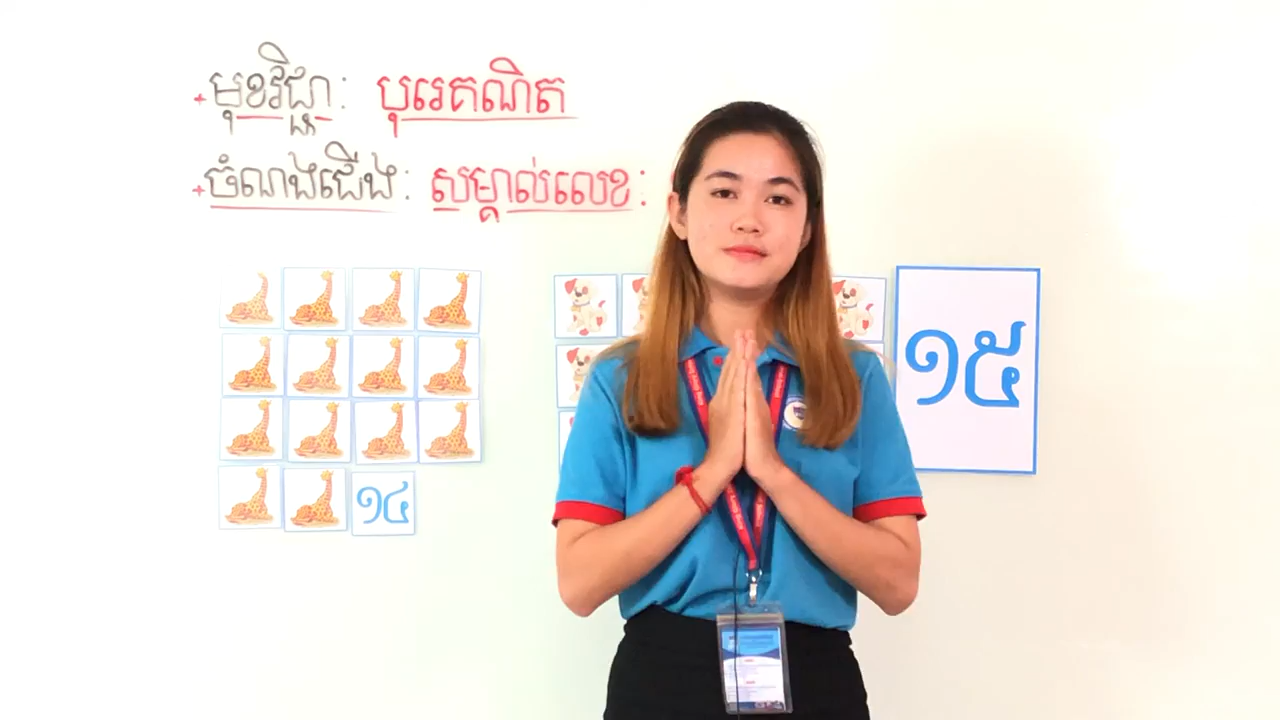 + មុខវិជ្ជា: បុរេគណិត
+ ចំណងជើង: សម្គាល់លេខ:
១៥
១៤